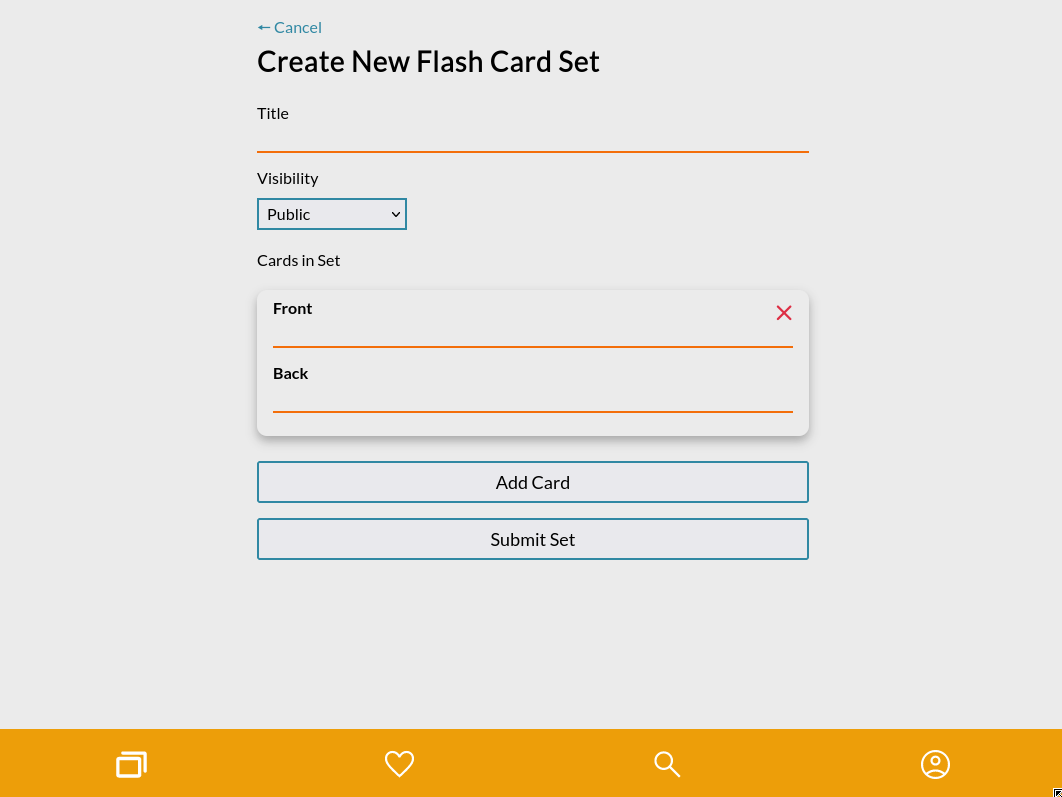 ← Cancel
Create New Flash Card Set
Title
Visibility
Public
Cards in Set
Front
Back
Add Card
Submit Set